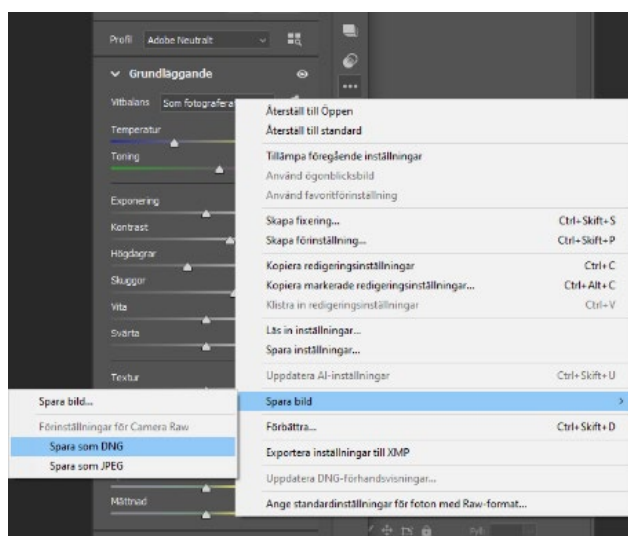 Profil Adobe Neutralt
Grundläggande
Vitbalans Som fotografera
Temperatur
Toning
Exponering
Kontrast
Högdagrar
Skuggor
Vita
Svärta
Textur
Mättnad
Återställ till Öppen
Återställ till standard
Tillämpa föregående inställningar
Använd ögonblicksbild
Använd favoritförinställning
Skapa fixering... Ctrl+Skift+S
Skapa förinställning... Ctrl+Skift+P
Kopiera redigeringsinställningar Ctrl+C
Kopiera markerade redigeringsinställningar... Ctrl+Alt+C
Klistra in redigeringsinställningar Ctrl+V
Läs in inställningar...
Spara inställningar...
Uppdatera AI-inställningar Ctrl+Skift+U
Spara bild
Förbättra... Ctrl+Skift+D
Exportera inställningar till XMP
Uppdatera DNG-förhandsvisningar...
Ange standardinställningar för foton med Raw-format...
Spara bild...
Förinställningar för Camera Raw
Spara som DNG
Spara som JPEG